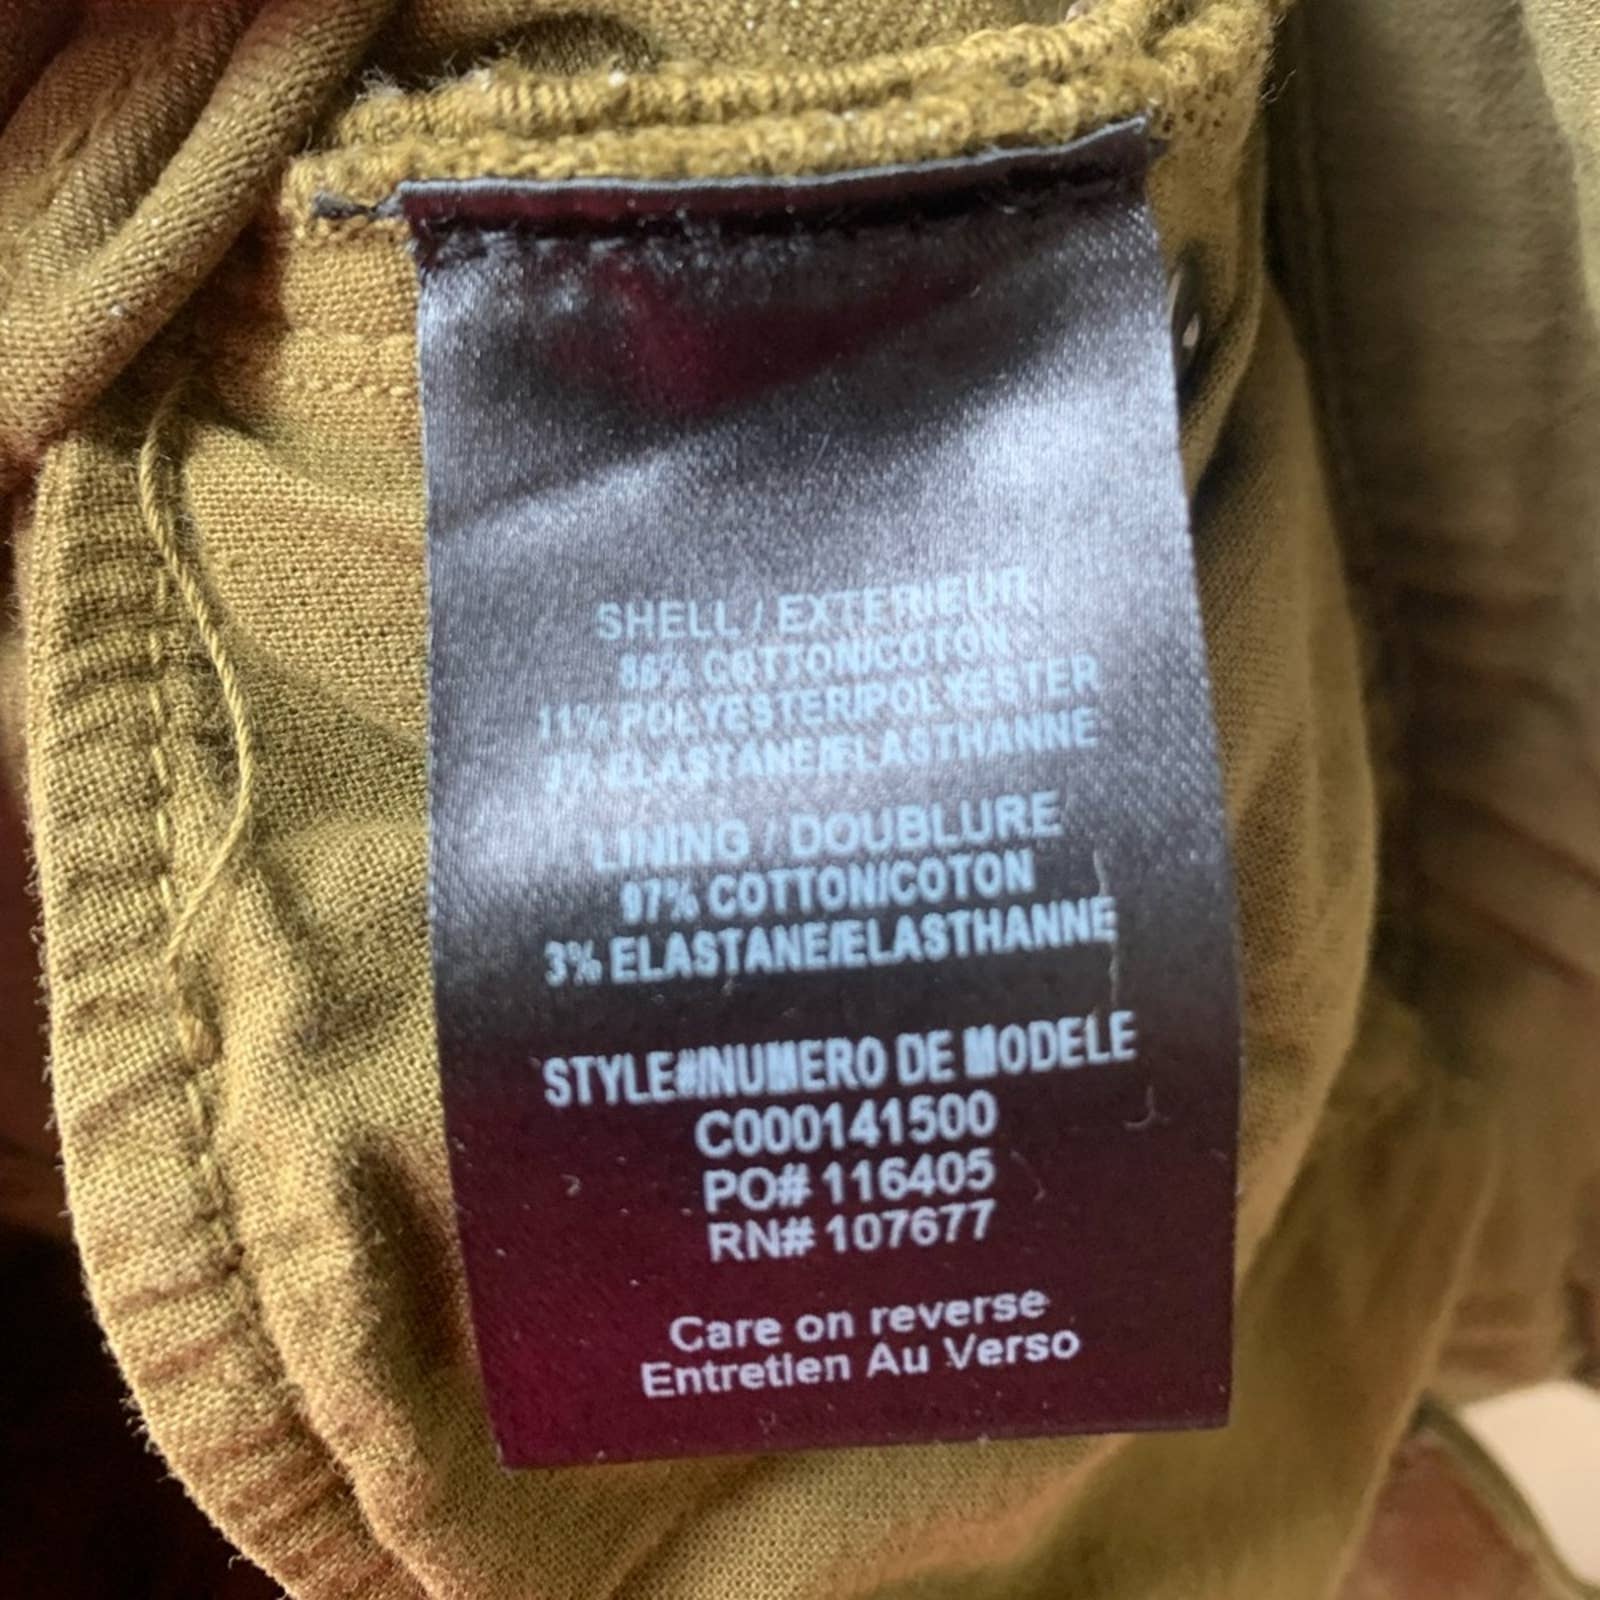 SHELL / EXTERIEUR
86% COTTON/COTON
11% POLYESTER/POLYESTER
3% ELASTANE/ELASTHANNE
LINING / DOUBLURE
97% COTTON/COTON
3% ELASTANE/ELASTHANNE
STYLE#/NUMERO DE MODELE
C000141500
PO# 116405
RN# 107677
Care on reverse
Entretien Au Verso